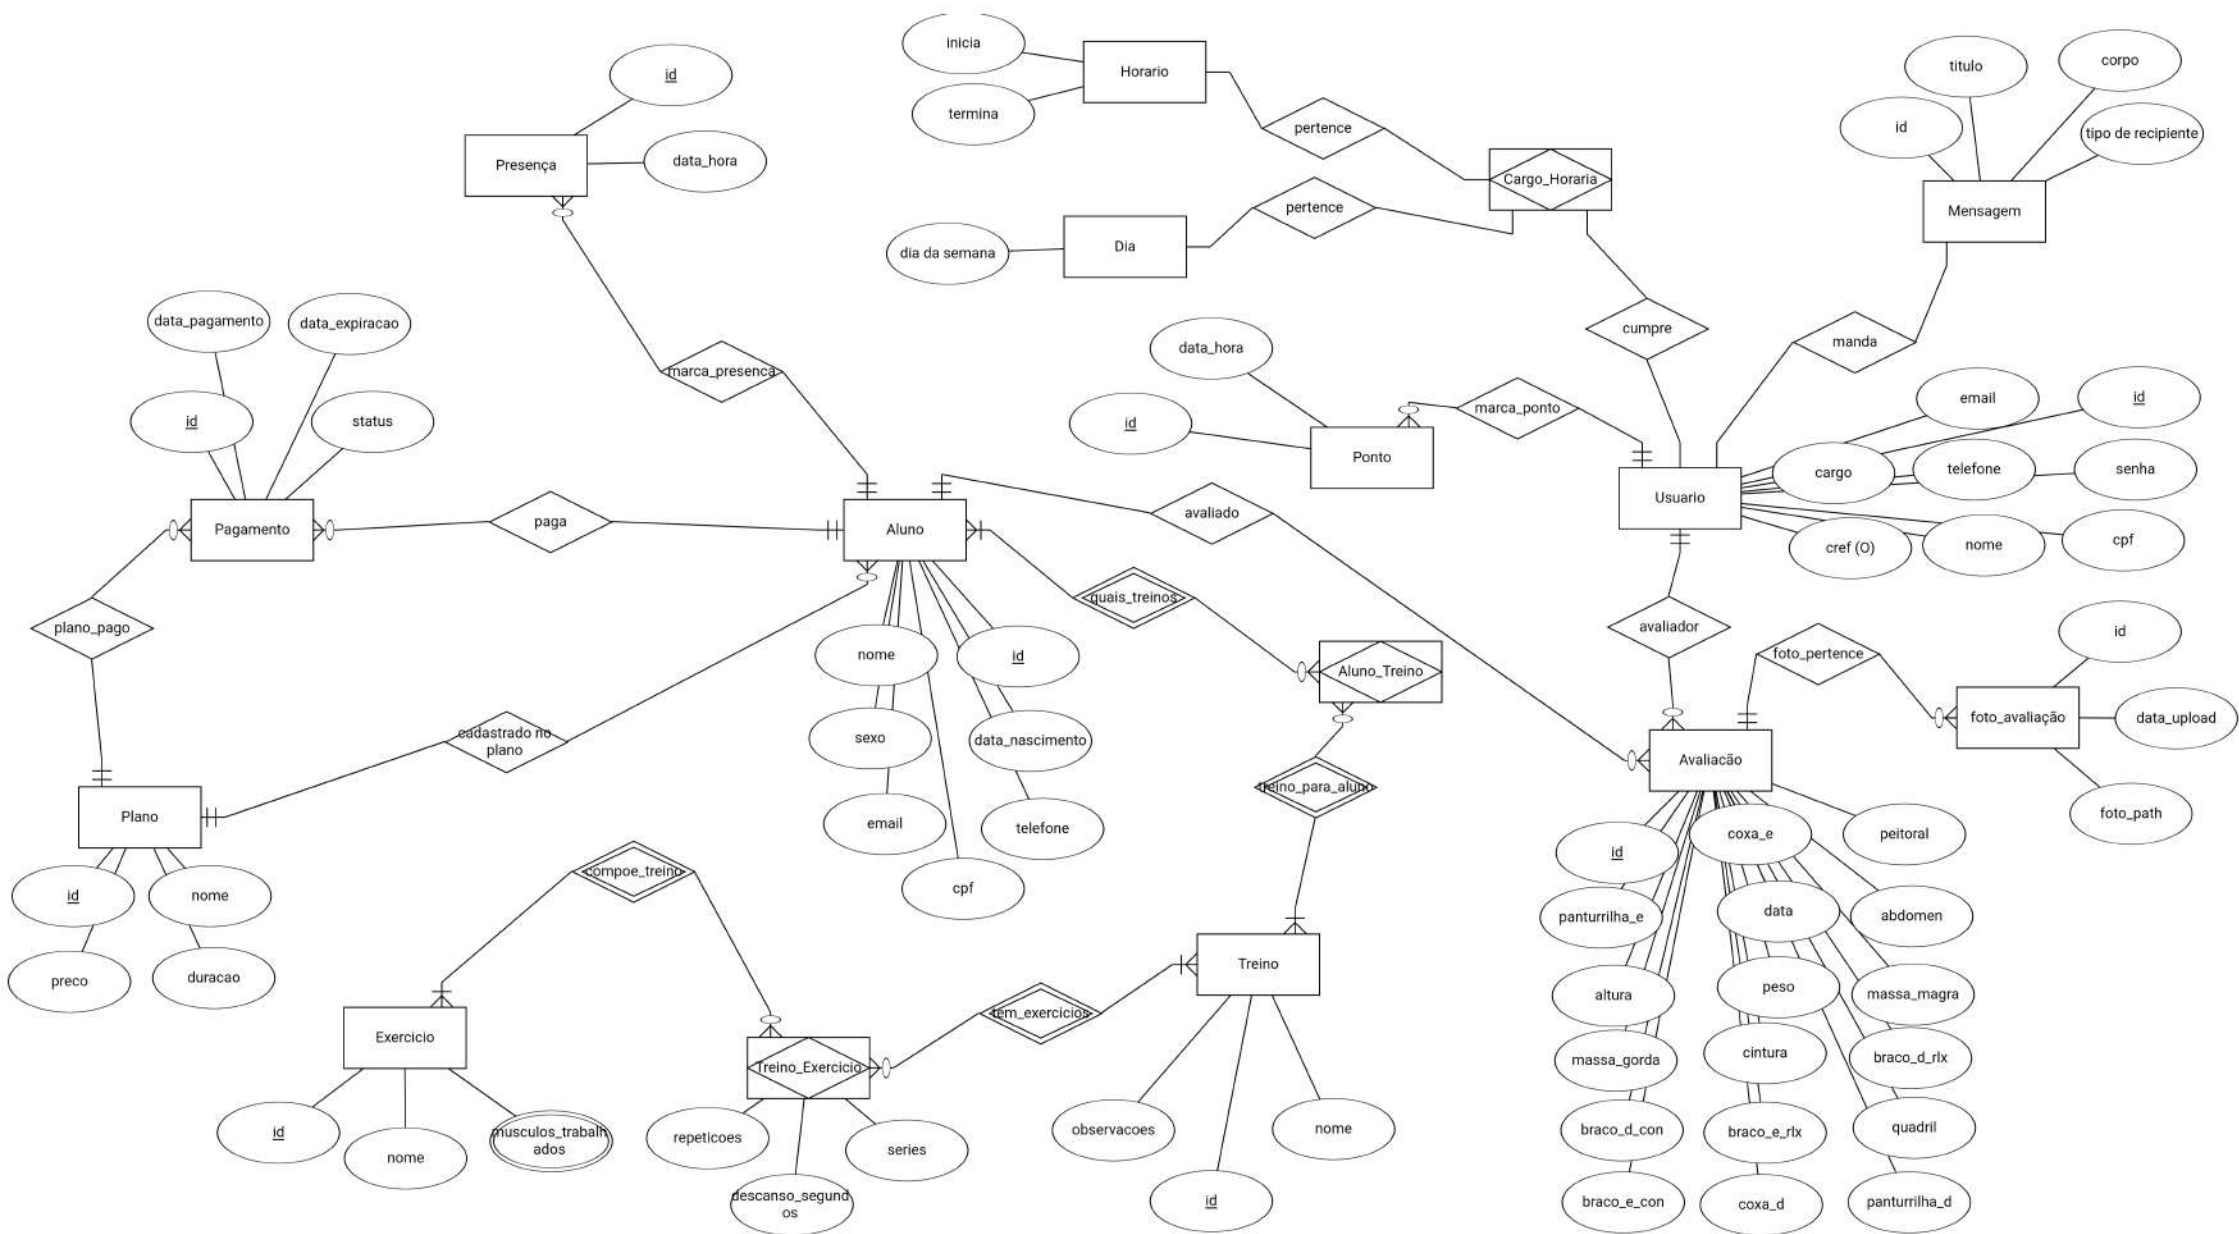 inicia
Horario
termina
pertence
Cargo_Horaria
pertence
Dia
dia da semana
titulo
corpo
id
tipo de recipiente
Mensagem
id
Presença
data_hora
cumpre
manda
data_pagamento
data_expiracao
id
status
marca_presenca
data_hora
id
marca_ponto
Ponto
email
id
cargo
telefone
senha
Usuario
cref (O)
nome
cpf
Pagamento
paga
Aluno
avaliado
plano_pago
quais_treinos
avaliador
foto_pertence
id
nome
id
Aluno_Treino
foto_avaliação
data_upload
cadastrado no
plano
sexo
data_nascimento
Avaliacão
foto_path
treino_para_aluno
Plano
email
telefone
cpf
id
nome
preco
duracao
compoe_treino
id
coxa_e
peitoral
panturrilha_e
data
abdomen
Treino
altura
peso
massa_magra
Exercicio
tem_exercicios
Treino_Exercicio
massa_gorda
cintura
braco_d_rlx
id
nome
musculos_trabalh
ados
repeticoes
series
descanso_segund
os
observacoes
nome
id
braco_d_con
braco_e_rlx
quadril
braco_e_con
coxa_d
panturrilha_d